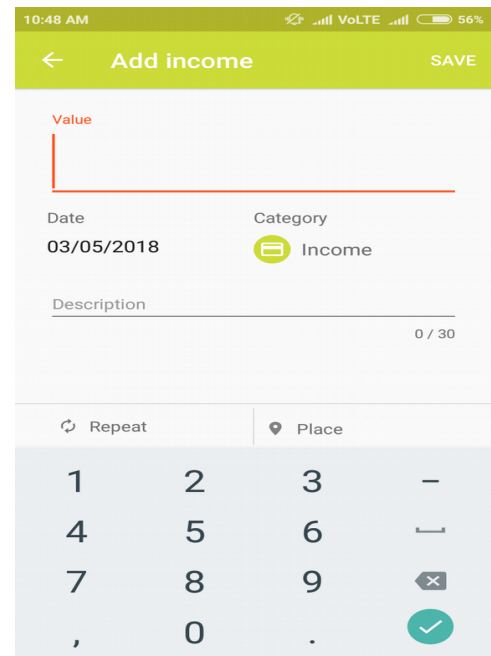 10:48 AM VoLTE 56%
Add income SAVE
Value
Date Category
03/05/2018 Income
Description
0 / 30
Repeat Place
1 2 3 -
4 5 6
7 8 9
, 0 .